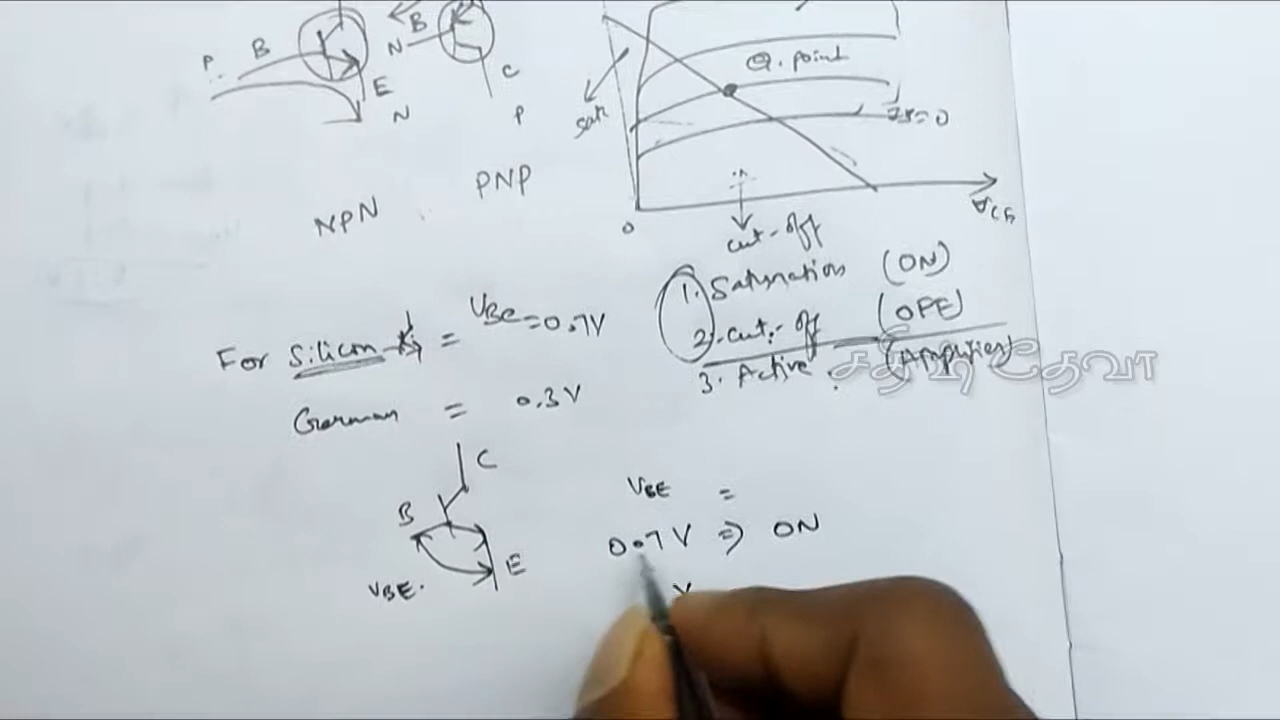 P
B
E
N
N
B
C
P
NPN
PNP
Q. point
Sat.
IB=0
0
VCE
cut-off
1. Saturation (ON)
2. cut-off (OFF)
3. Active (Amplifier)
For Silicon = VBE=0.7V
German = 0.3V
C
B
E
VBE.
VBE =
0.7V ⇒ ON
V
சதீஷ் தேவா